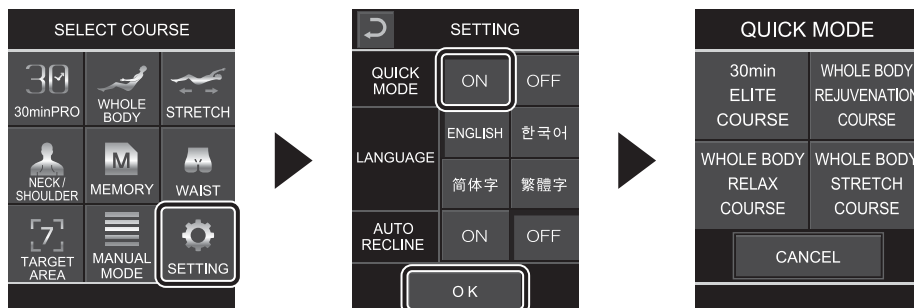 SELECT COURSE
30
30minPRO
WHOLE
BODY
STRETCH
NECK /
SHOULDER
M
MEMORY
WAIST
7
TARGET
AREA
MANUAL
MODE
SETTING
SETTING
QUICK
MODE
ON
OFF
LANGUAGE
ENGLISH
한국어
简体字
繁體字
AUTO
RECLINE
ON
OFF
OK
QUICK MODE
30min
ELITE
COURSE
WHOLE BODY
REJUVENATION
COURSE
WHOLE BODY
RELAX
COURSE
WHOLE BODY
STRETCH
COURSE
CANCEL